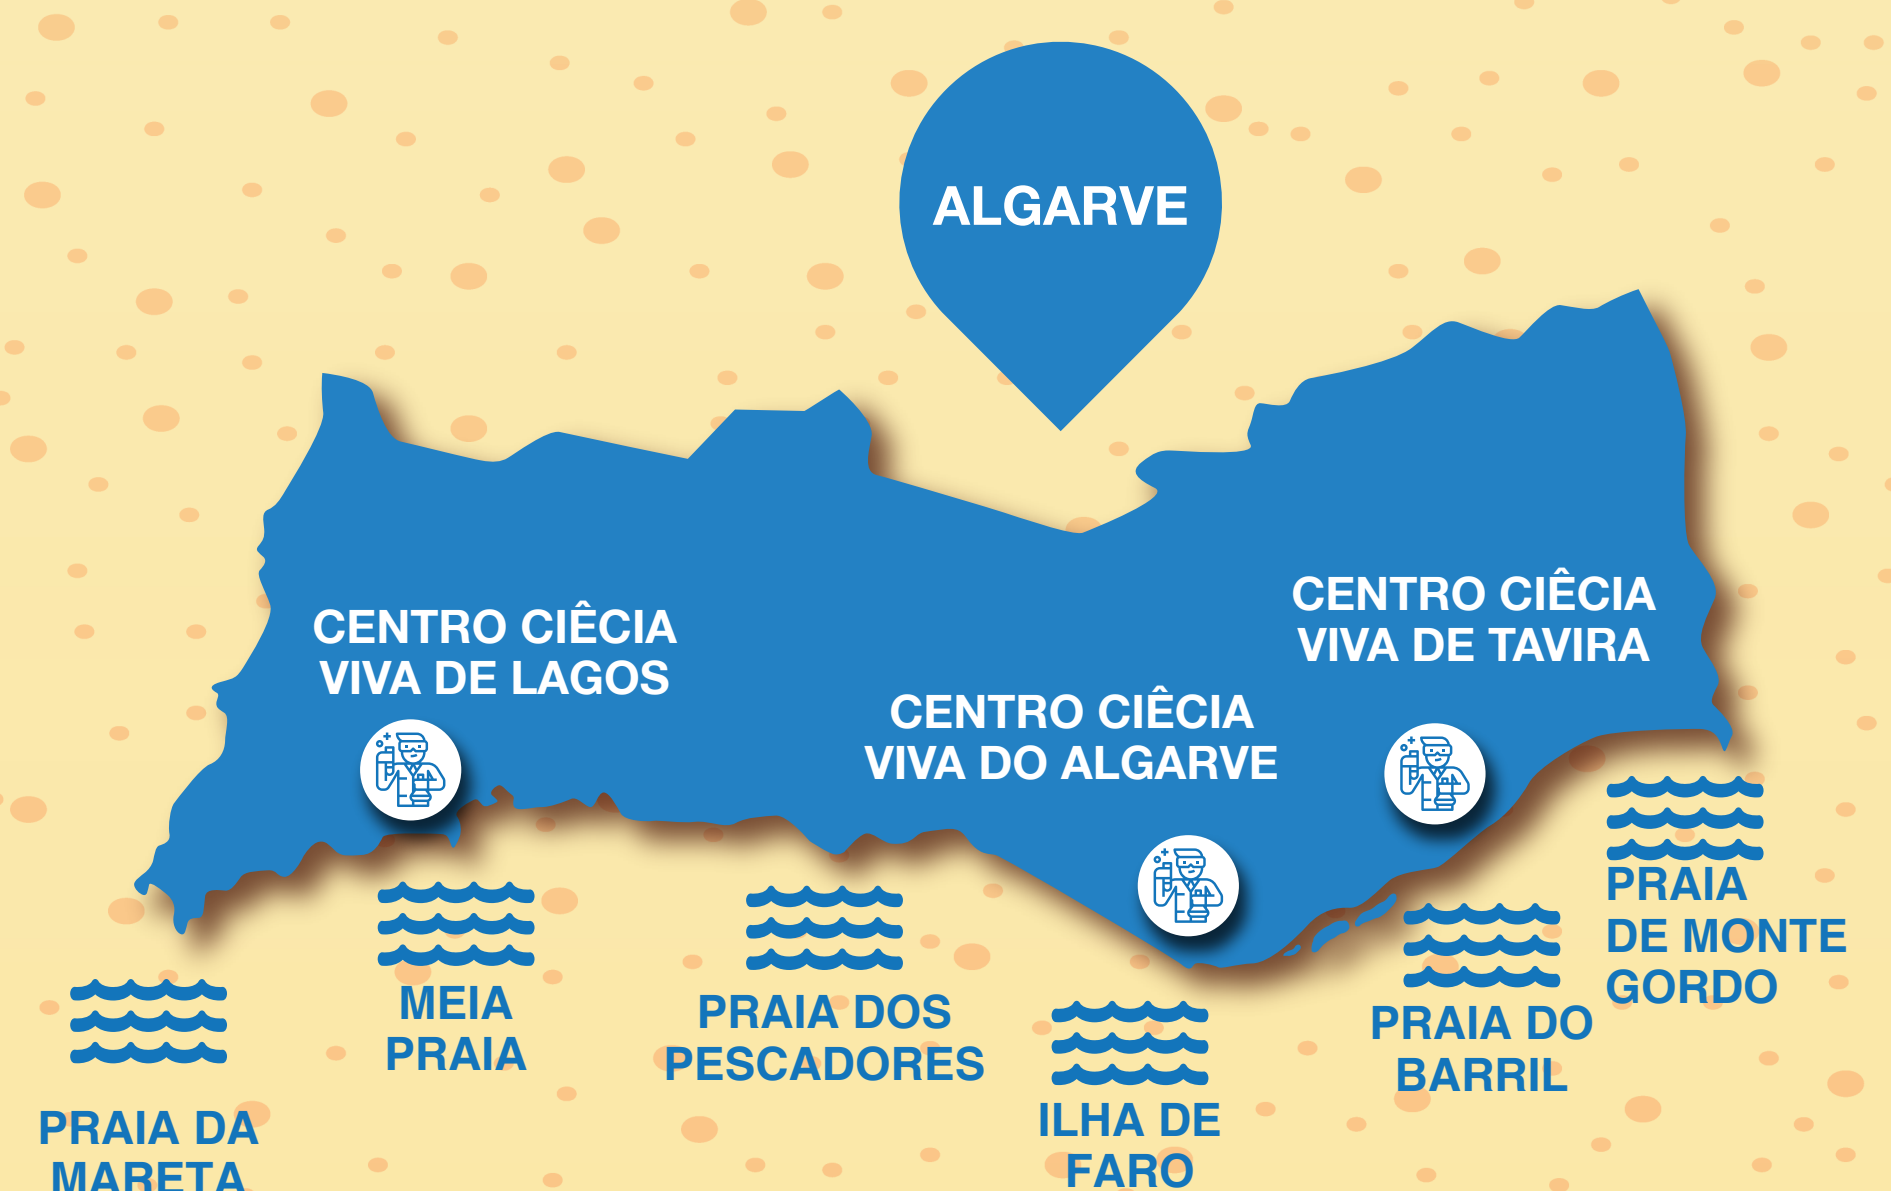 ALGARVE
CENTRO CIÊCIA
VIVA DE LAGOS
CENTRO CIÊCIA
VIVA DO ALGARVE
CENTRO CIÊCIA
VIVA DE TAVIRA
PRAIA DA
MARETA
MEIA
PRAIA
PRAIA DOS
PESCADORES
ILHA DE
FARO
PRAIA DO
BARRIL
PRAIA
DE MONTE
GORDO